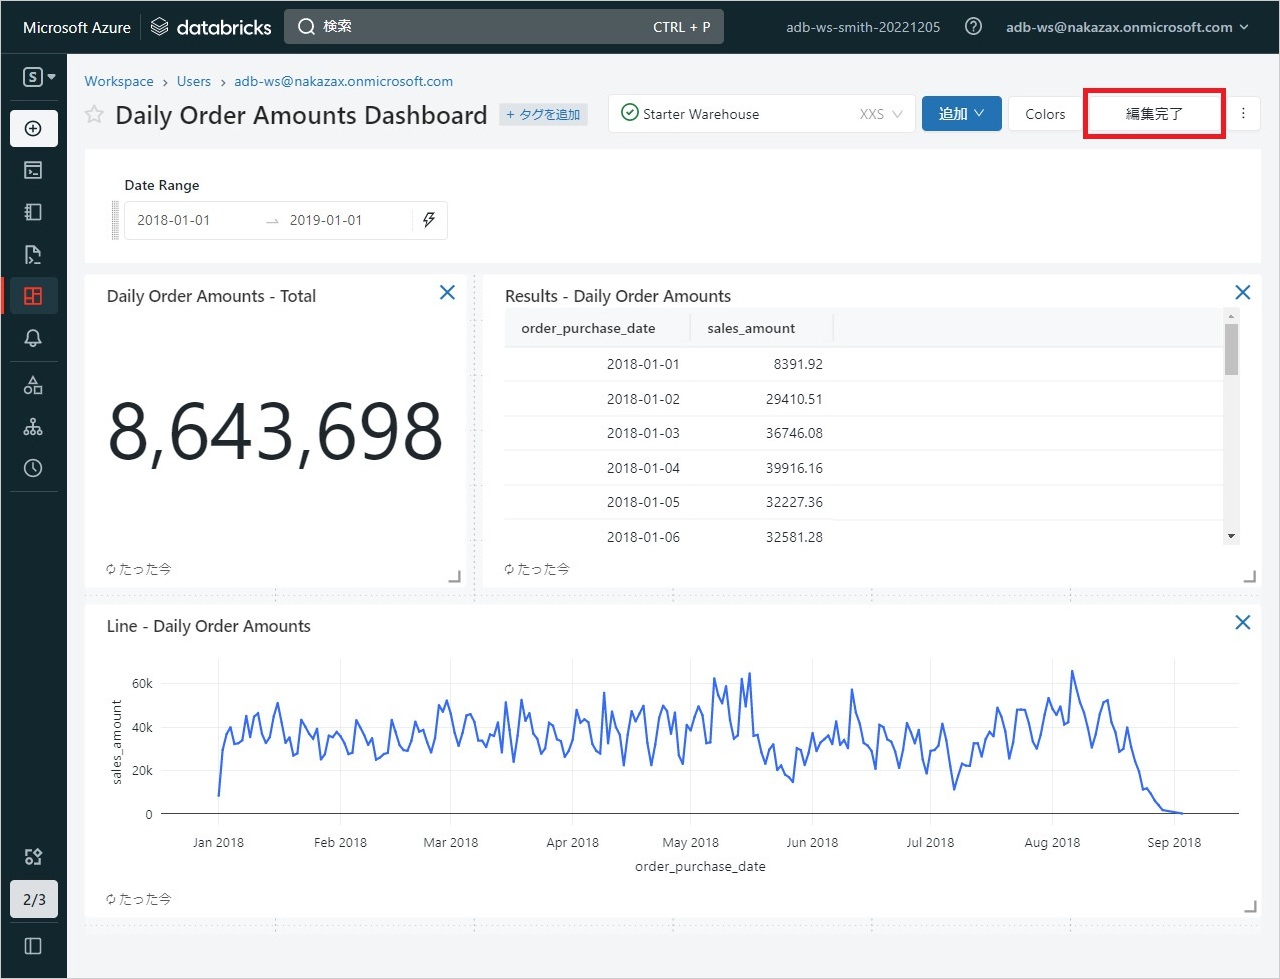 Microsoft Azure databricks 検索 CTRL + P adb-ws-smith-20221205 adb-ws@nakazax.onmicrosoft.com
S
Workspace › Users › adb-ws@nakazax.onmicrosoft.com
Daily Order Amounts Dashboard + タグを追加 Starter Warehouse XXS 追加 Colors 編集完了
Date Range
2018-01-01 → 2019-01-01
Daily Order Amounts - Total
8,643,698
たった今
Results - Daily Order Amounts
order_purchase_date sales_amount
2018-01-01 8391.92
2018-01-02 29410.51
2018-01-03 36746.08
2018-01-04 39916.16
2018-01-05 32227.36
2018-01-06 32581.28
たった今
Line - Daily Order Amounts
sales_amount
60k
40k
20k
0
Jan 2018 Feb 2018 Mar 2018 Apr 2018 May 2018 Jun 2018 Jul 2018 Aug 2018 Sep 2018
order_purchase_date
たった今
2/3